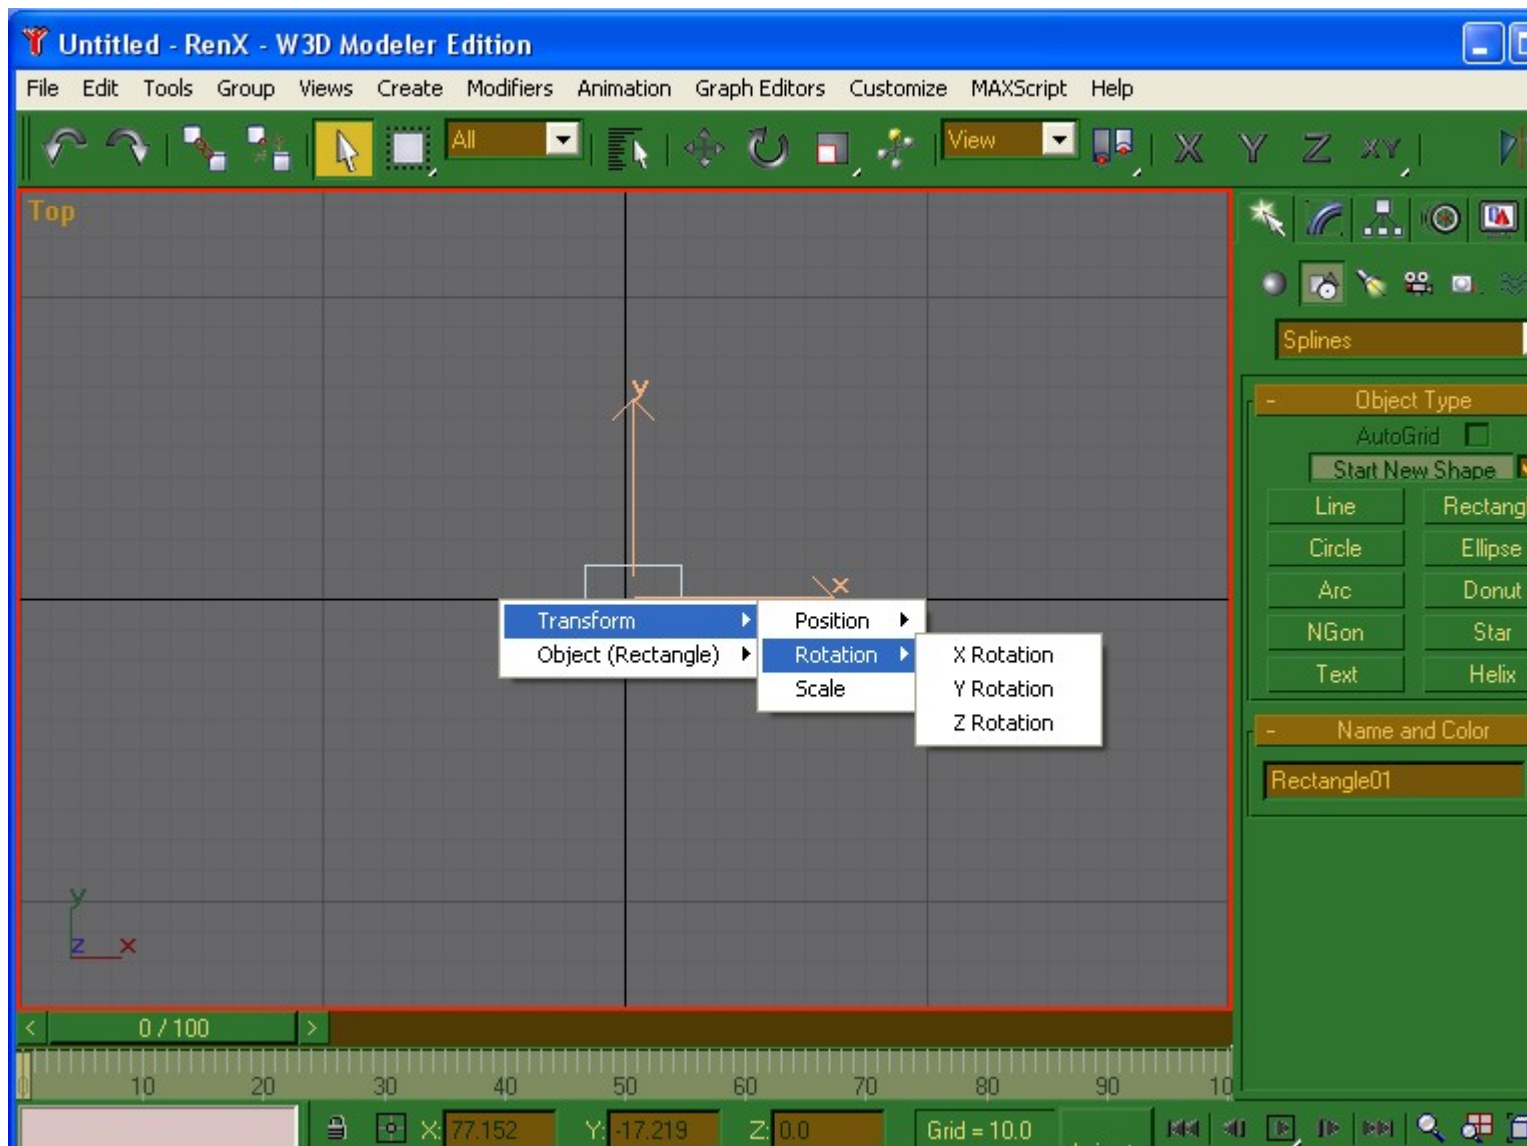 Untitled - RenX - W3D Modeler Edition
File Edit Tools Group Views Create Modifiers Animation Graph Editors Customize MAXScript Help
All View X Y Z XY
Top
Splines
- Object Type
AutoGrid
Start New Shape
Line Rectang
Circle Ellipse
Arc Donut
NGon Star
Text Helix
- Name and Color
Rectangle01
y
x
Transform Position
Object (Rectangle) Rotation X Rotation
Scale Y Rotation
Z Rotation
y
z x
< 0 / 100 >
0 10 20 30 40 50 60 70 80 90 10
X: 77.152 Y: -17.219 Z: 0.0 Grid = 10.0